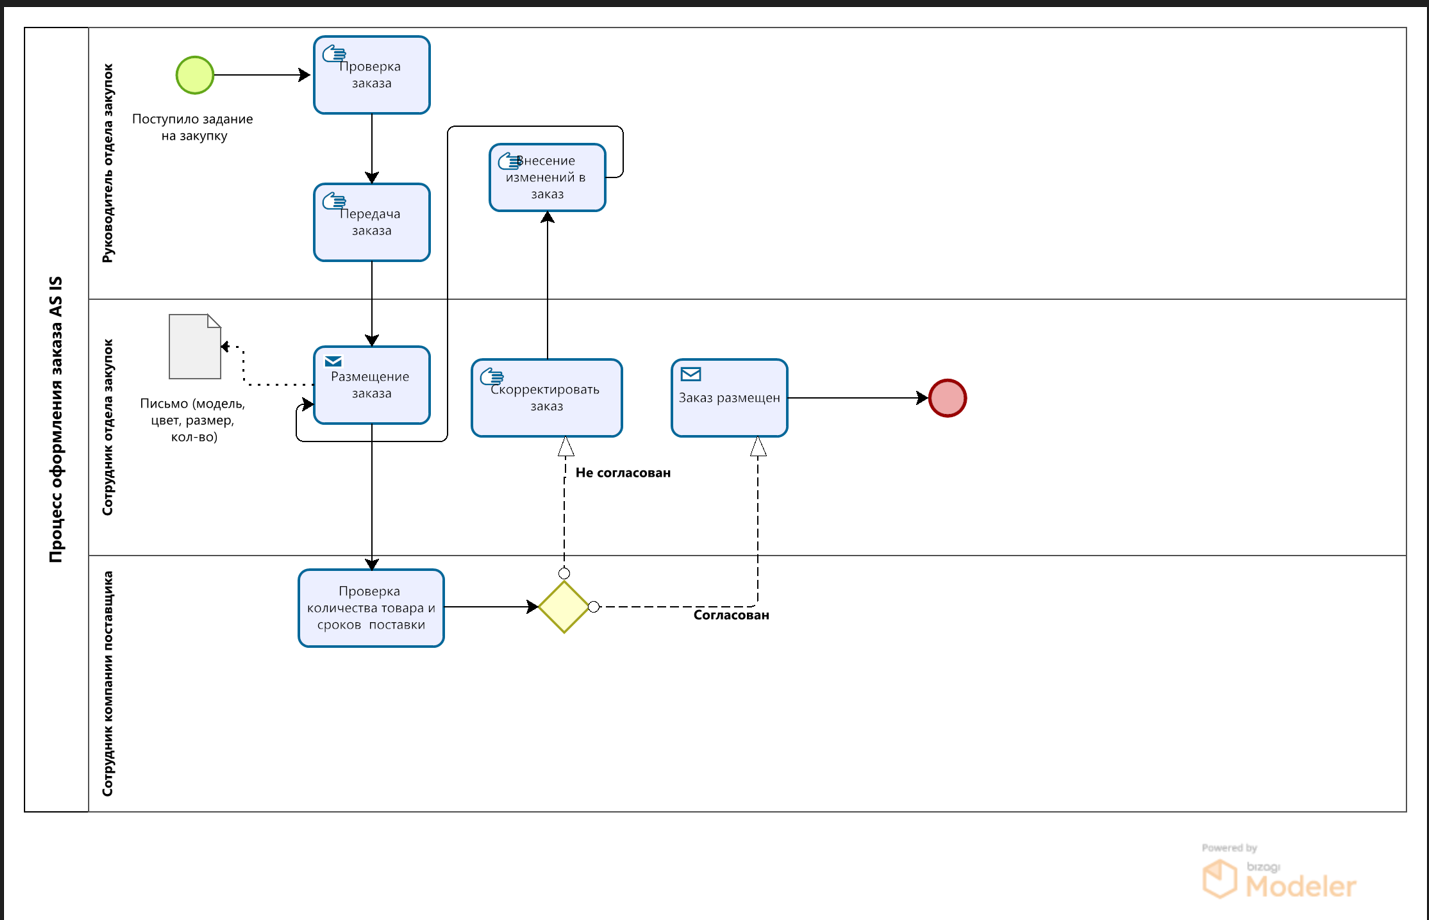 Процесс оформления заказа AS IS
Руководитель отдела закупок
Поступило задание
на закупку
Проверка
заказа
Передача
заказа
Внесение
изменений в
заказ
Сотрудник отдела закупок
Письмо (модель,
цвет, размер,
кол-во)
Размещение
заказа
Скорректировать
заказ
Заказ размещен
Не согласован
Сотрудник компании поставщика
Проверка
количества товара и
сроков поставки
Согласован
Powered by
bizagi
Modeler